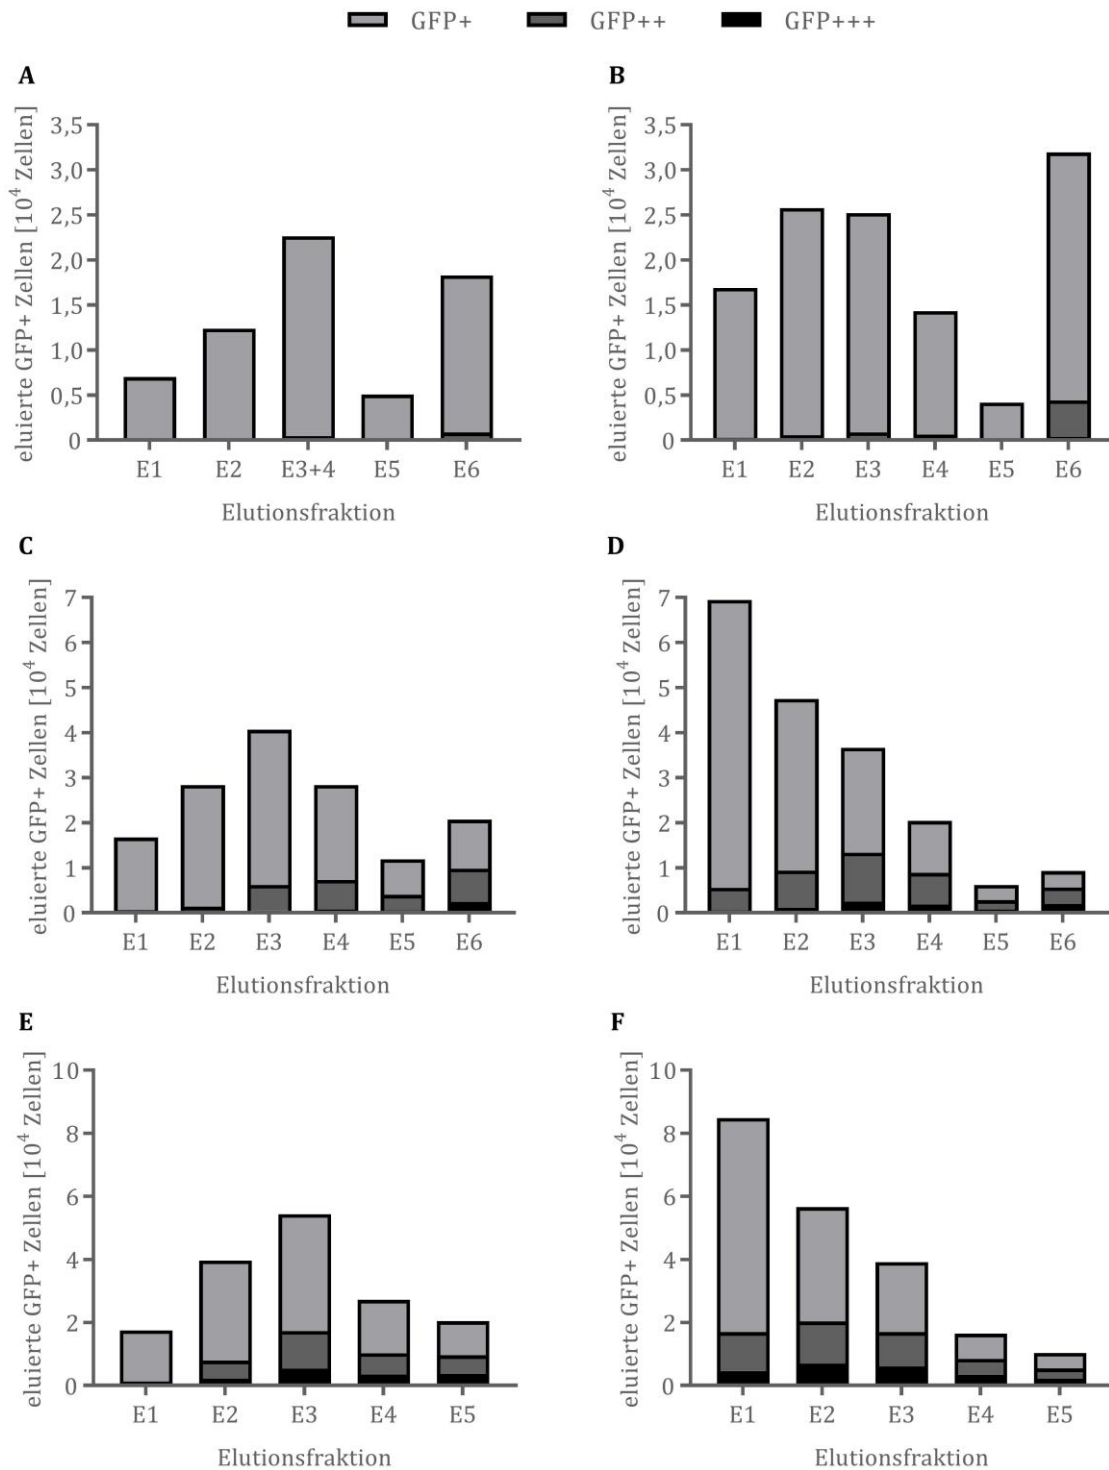 GFP+ GFP++ GFP+++
A
eluierte GFP+ Zellen [10⁴ Zellen]
3,5
3,0
2,5
2,0
1,5
1,0
0,5
0
E1 E2 E3+4 E5 E6
Elutionsfraktion
B
eluierte GFP+ Zellen [10⁴ Zellen]
3,5
3,0
2,5
2,0
1,5
1,0
0,5
0
E1 E2 E3 E4 E5 E6
Elutionsfraktion
C
eluierte GFP+ Zellen [10⁴ Zellen]
7
6
5
4
3
2
1
0
E1 E2 E3 E4 E5 E6
Elutionsfraktion
D
eluierte GFP+ Zellen [10⁴ Zellen]
7
6
5
4
3
2
1
0
E1 E2 E3 E4 E5 E6
Elutionsfraktion
E
eluierte GFP+ Zellen [10⁴ Zellen]
10
8
6
4
2
0
E1 E2 E3 E4 E5
Elutionsfraktion
F
eluierte GFP+ Zellen [10⁴ Zellen]
10
8
6
4
2
0
E1 E2 E3 E4 E5
Elutionsfraktion